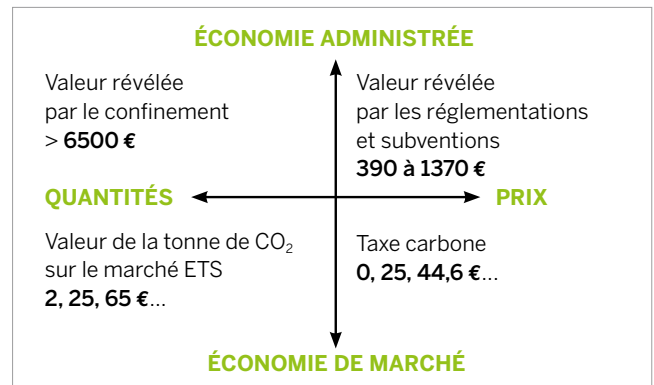 ÉCONOMIE ADMINISTRÉE
Valeur révélée
par le confinement
> 6500 €
Valeur révélée
par les réglementations
et subventions
390 à 1370 €
QUANTITÉS
PRIX
Valeur de la tonne de CO₂
sur le marché ETS
2, 25, 65 €...
Taxe carbone
0, 25, 44,6 €...
ÉCONOMIE DE MARCHÉ